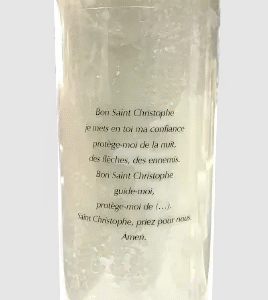 Bon Saint Christophe
je mets en toi ma confiance
protège-moi de la nuit,
des flèches, des ennemis.
Bon Saint Christophe
guide-moi,
protège-moi de (…).
Saint Christophe, priez pour nous.
Amen.